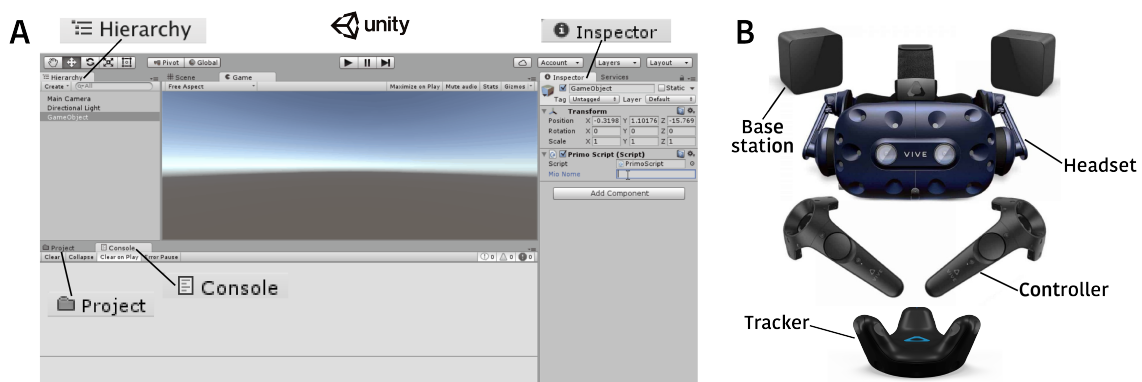 A
Hierarchy
unity
Inspector
B
Pivot Global
Account
Layers
Layout
Hierarchy
Scene
Game
Inspector
Services
Create
All
Free Aspect
Maximize on Play Mute audio Stats Gizmos
GameObject
Static
Tag Untagged Layer Default
Main Camera
Directional Light
GameObject
Transform
Position X -0.3198 Y 1.10176 Z -15.769
Rotation X 0 Y 0 Z 0
Scale X 1 Y 1 Z 1
Primo Script (Script)
Script PrimoScript
Mio Name
Add Component
Project
Console
Clear Collapse Clear on Play Error Pause
0 0 0
Console
Project
Base
station
VIVE
Headset
Controller
Tracker